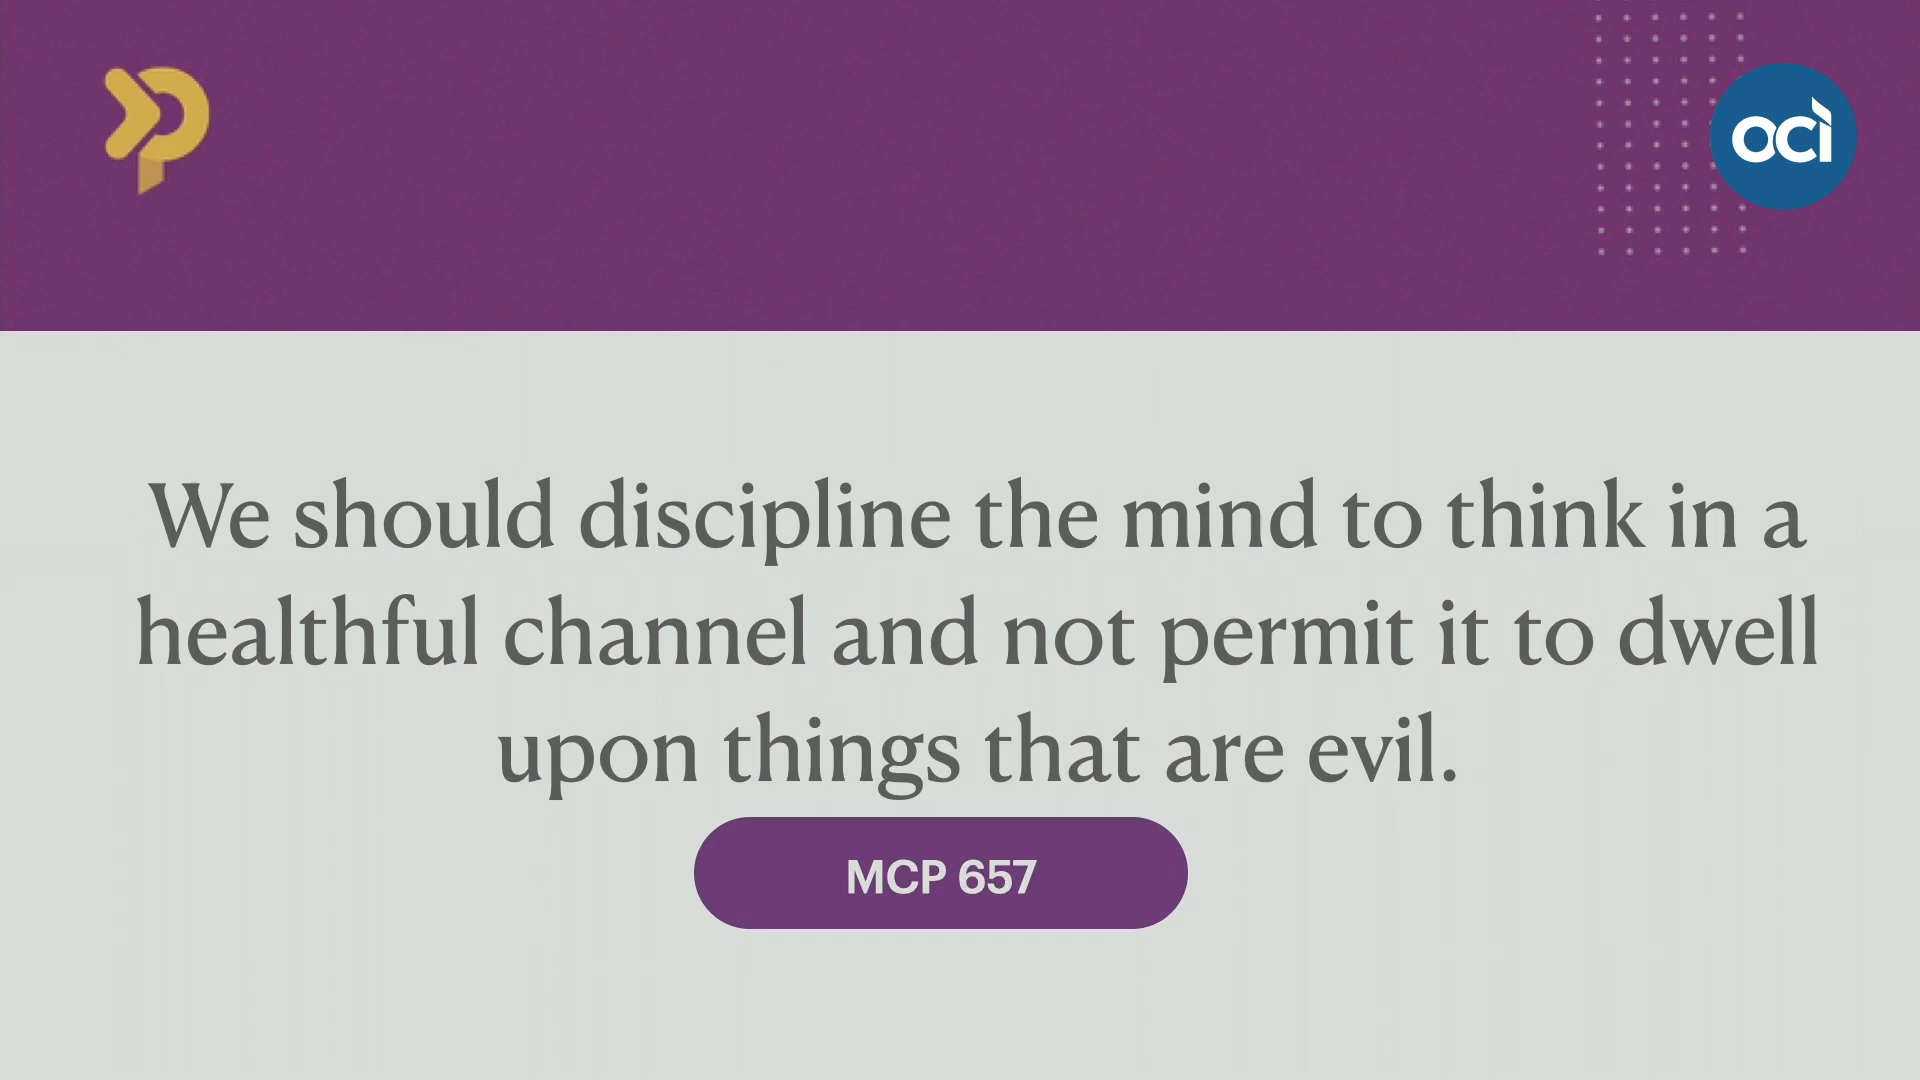 oci
We should discipline the mind to think in a
healthful channel and not permit it to dwell
upon things that are evil.
MCP 657